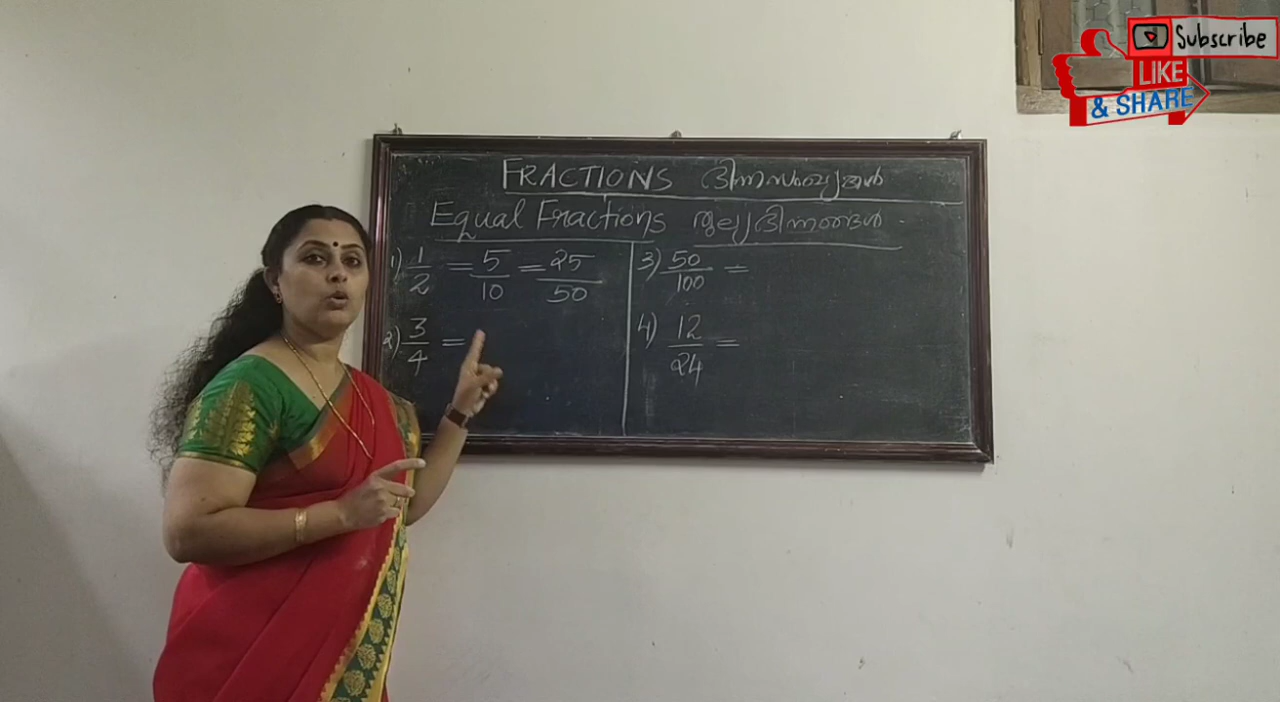 Subscribe
LIKE
& SHARE
FRACTIONS ഭിന്നസംഖ്യകൾ
Equal Fractions തുല്യഭിന്നങ്ങൾ
1) 1/2 = 5/10 = 25/50
2) 3/4 =
3) 50/100 =
4) 12/24 =